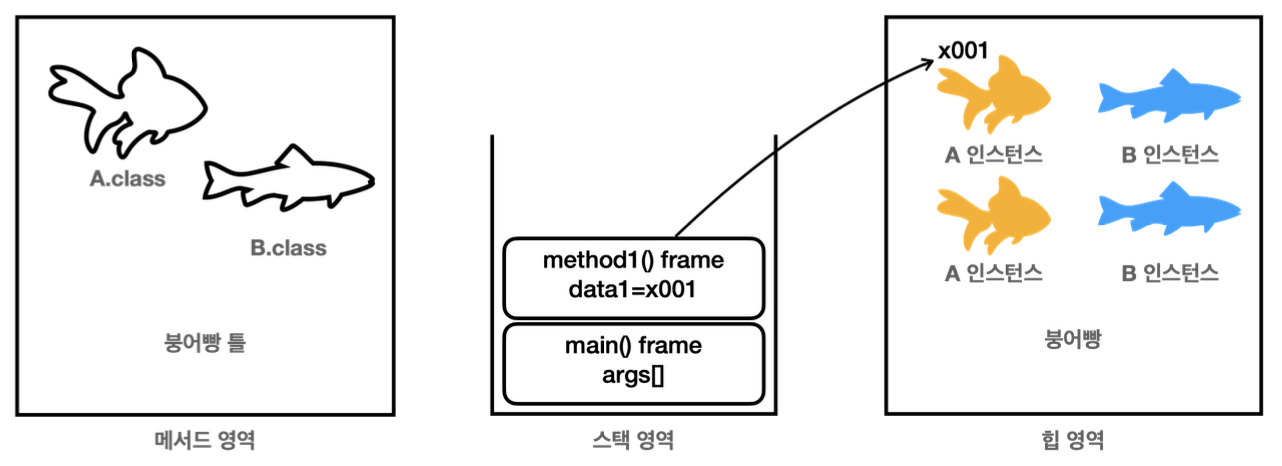 A.class
B.class
붕어빵 틀
메서드 영역
method1() frame
data1=x001
main() frame
args[]
스택 영역
x001
A 인스턴스
B 인스턴스
A 인스턴스
B 인스턴스
붕어빵
힙 영역